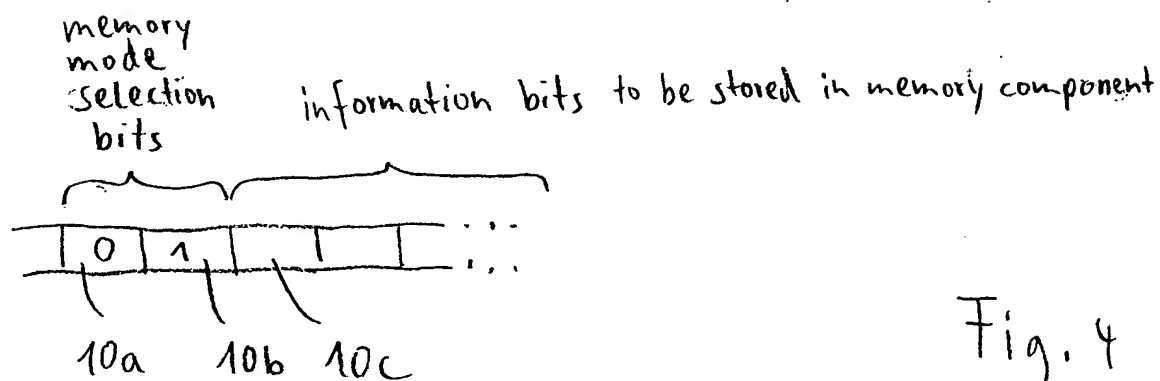 memory
mode
selection
bits
information bits to be stored in memory component
0 1
10a 10b 10c
Fig. 4